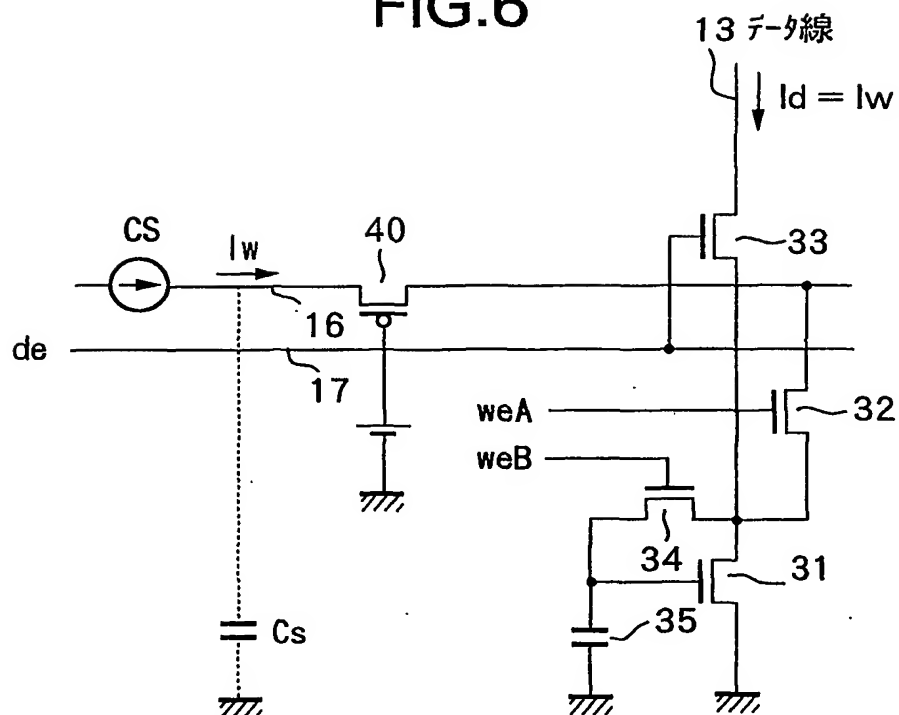 FIG.6
13 データ線
Id = Iw
CS
Iw
40
33
16
de
17
weA
32
weB
34
31
35
Cs